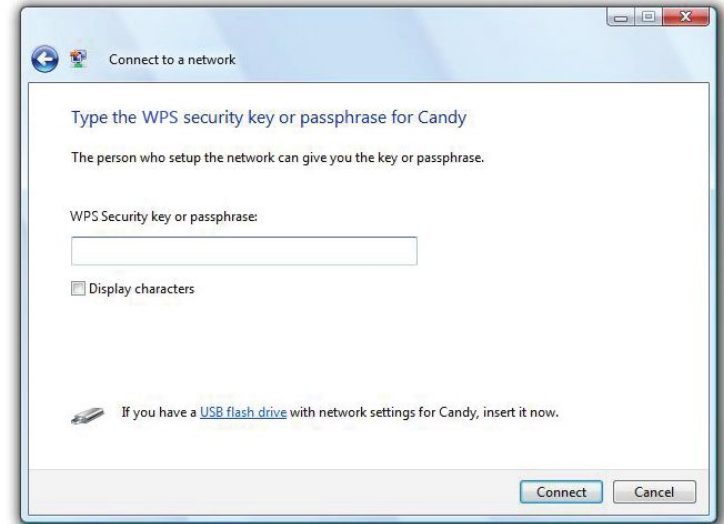 Connect to a network
Type the WPS security key or passphrase for Candy
The person who setup the network can give you the key or passphrase.
WPS Security key or passphrase:
Display characters
If you have a USB flash drive with network settings for Candy, insert it now.
Connect Cancel